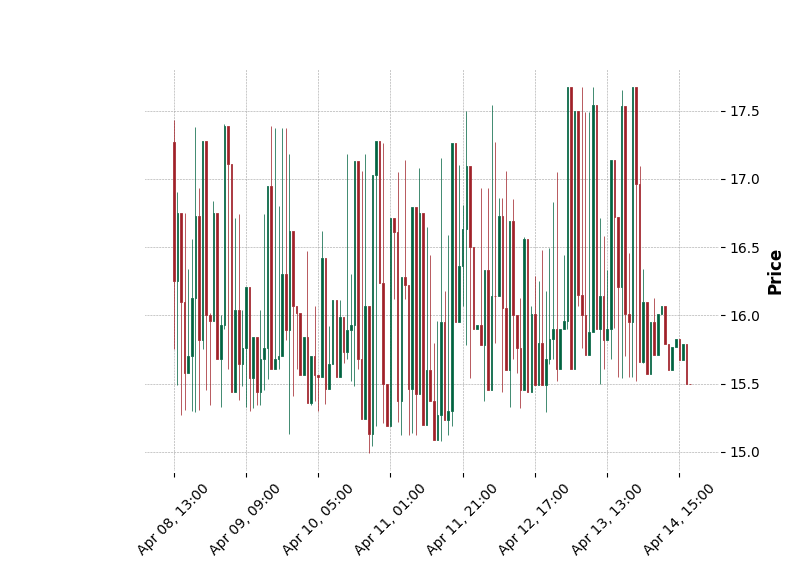 17.5
17.0
16.5
16.0
15.5
15.0
Price
Apr 08, 13:00
Apr 09, 09:00
Apr 10, 05:00
Apr 11, 01:00
Apr 11, 21:00
Apr 12, 17:00
Apr 13, 13:00
Apr 14, 15:00